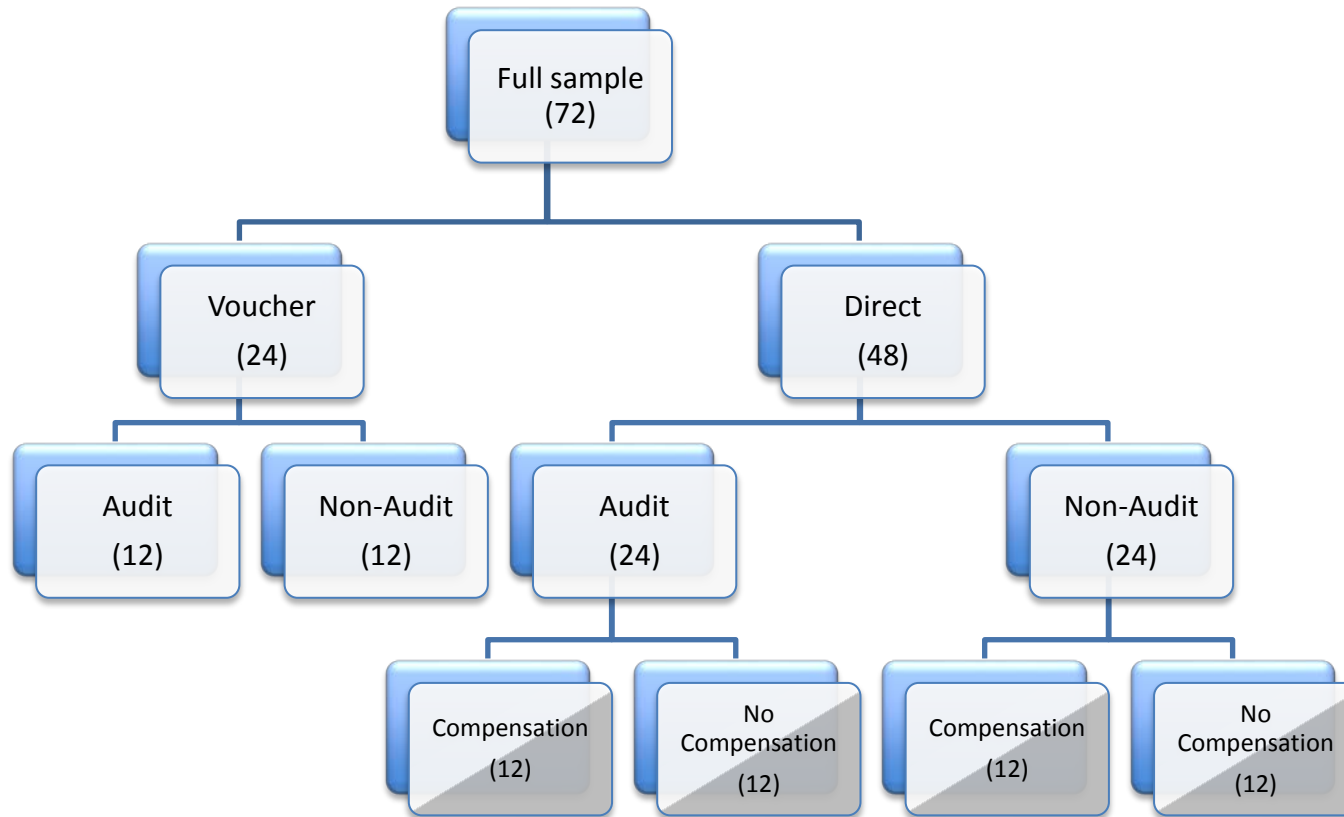 Full sample
(72)
Voucher
(24)
Direct
(48)
Audit
(12)
Non-Audit
(12)
Audit
(24)
Non-Audit
(24)
Compensation
(12)
No
Compensation
(12)
Compensation
(12)
No
Compensation
(12)